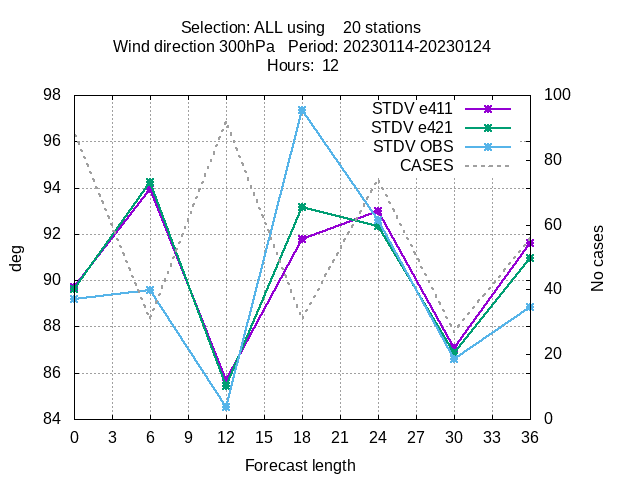 Selection: ALL using    20 stations
Wind direction 300hPa   Period: 20230114-20230124
Hours:  12
98
96
94
92
90
88
86
84
deg
100
80
60
40
20
0
No cases
STDV e411
STDV e421
STDV OBS
CASES
0 3 6 9 12 15 18 21 24 27 30 33 36
Forecast length